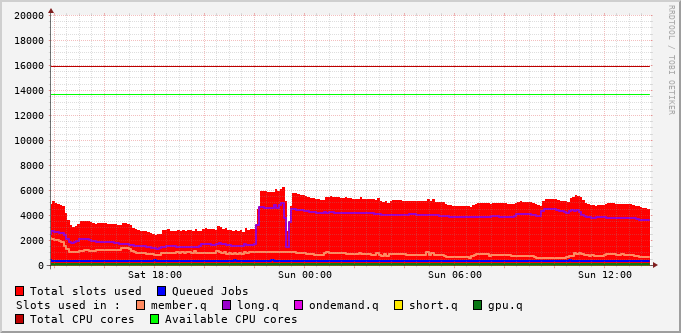 20000
18000
16000
14000
12000
10000
8000
6000
4000
2000
0
Sat 18:00 Sun 00:00 Sun 06:00 Sun 12:00
Total slots used Queued Jobs
Slots used in : member.q long.q ondemand.q short.q gpu.q
Total CPU cores Available CPU cores
RRDTOOL / TOBI OETIKER